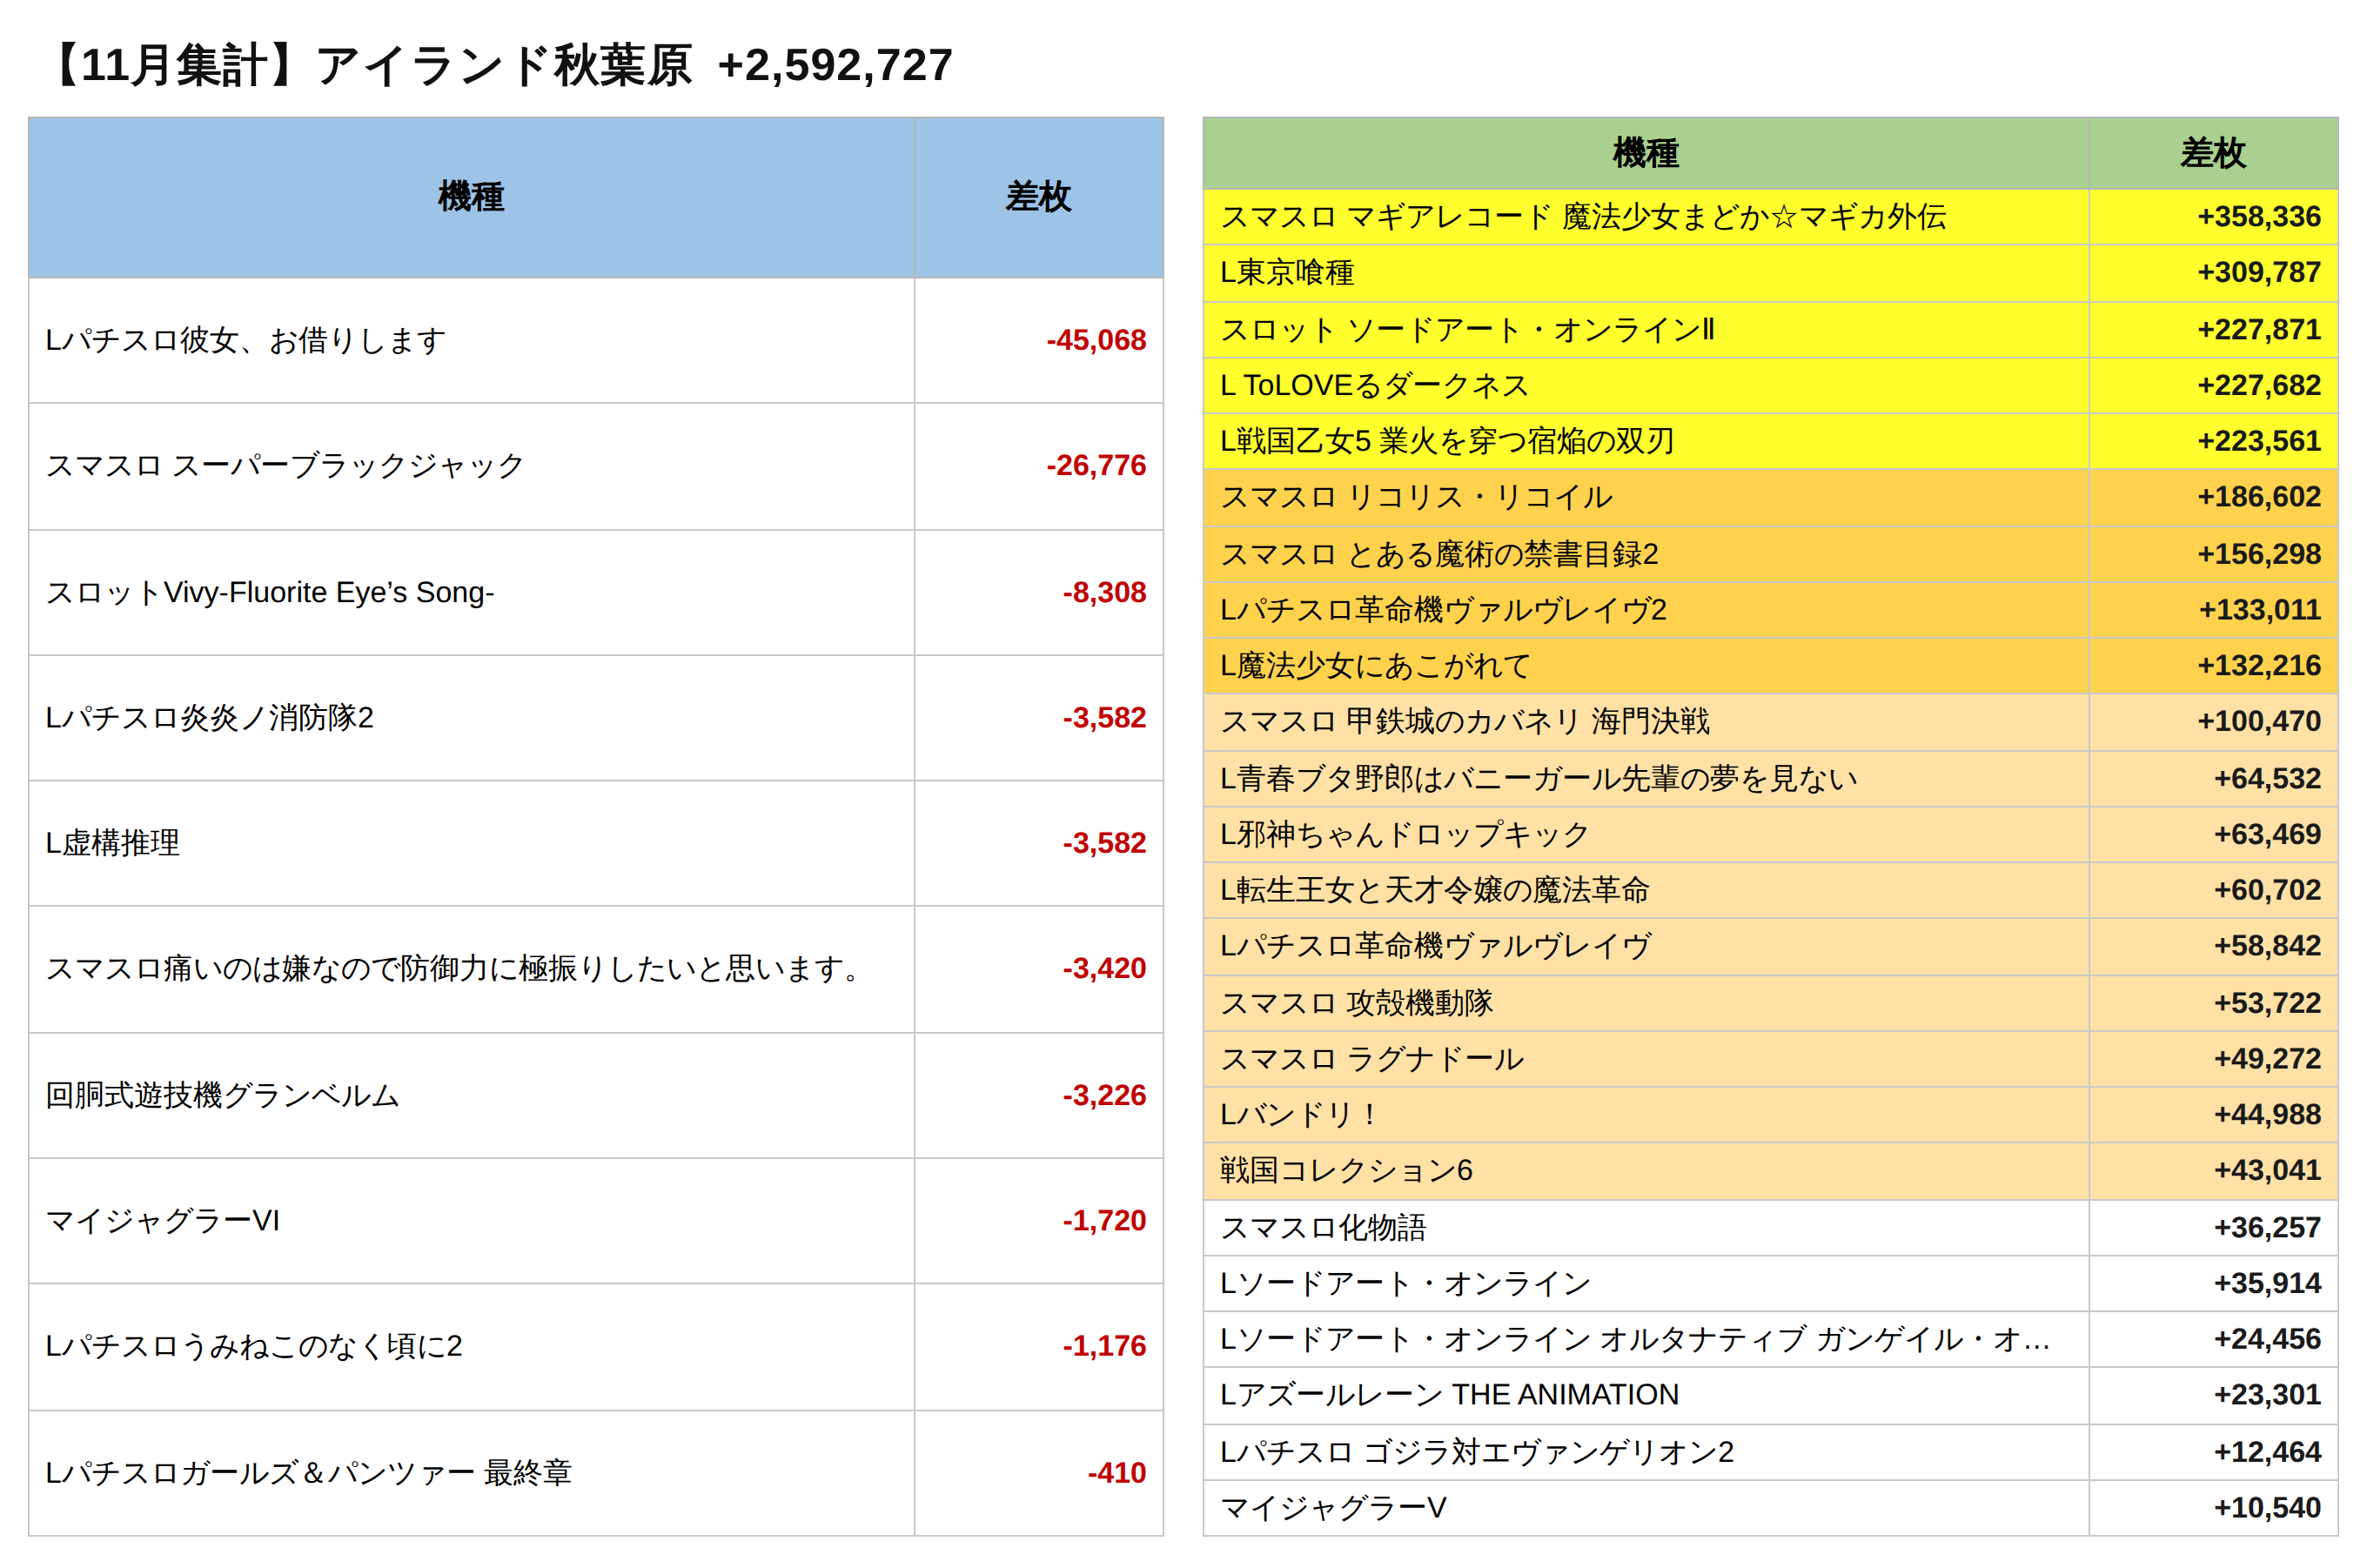 【11月集計】アイランド秋葉原 +2,592,727
機種 差枚
Lパチスロ彼女、お借りします -45,068
スマスロ スーパーブラックジャック -26,776
スロットVivy-Fluorite Eye’s Song- -8,308
Lパチスロ炎炎ノ消防隊2 -3,582
L虚構推理 -3,582
スマスロ痛いのは嫌なので防御力に極振りしたいと思います。 -3,420
回胴式遊技機グランベルム -3,226
マイジャグラーVI -1,720
Lパチスロうみねこのなく頃に2 -1,176
Lパチスロガールズ＆パンツァー 最終章 -410
機種 差枚
スマスロ マギアレコード 魔法少女まどか☆マギカ外伝 +358,336
L東京喰種 +309,787
スロット ソードアート・オンラインⅡ +227,871
L ToLOVEるダークネス +227,682
L戦国乙女5 業火を穿つ宿焔の双刃 +223,561
スマスロ リコリス・リコイル +186,602
スマスロ とある魔術の禁書目録2 +156,298
Lパチスロ革命機ヴァルヴレイヴ2 +133,011
L魔法少女にあこがれて +132,216
スマスロ 甲鉄城のカバネリ 海門決戦 +100,470
L青春ブタ野郎はバニーガール先輩の夢を見ない +64,532
L邪神ちゃんドロップキック +63,469
L転生王女と天才令嬢の魔法革命 +60,702
Lパチスロ革命機ヴァルヴレイヴ +58,842
スマスロ 攻殻機動隊 +53,722
スマスロ ラグナドール +49,272
Lバンドリ！ +44,988
戦国コレクション6 +43,041
スマスロ化物語 +36,257
Lソードアート・オンライン +35,914
Lソードアート・オンライン オルタナティブ ガンゲイル・オ… +24,456
Lアズールレーン THE ANIMATION +23,301
Lパチスロ ゴジラ対エヴァンゲリオン2 +12,464
マイジャグラーV +10,540